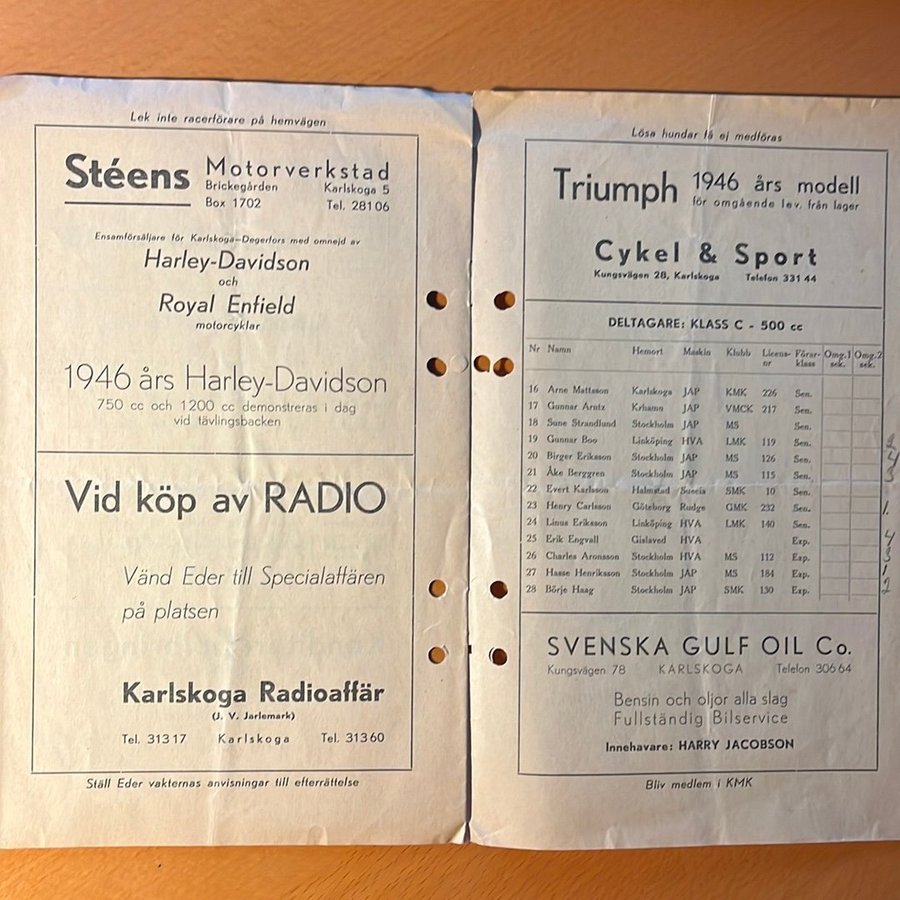 Lek inte racerförare på hemvägen
Stéens Motorverkstad
Brickegården Karlskoga 5
Box 1702 Tel. 28106
Ensamförsäljare för Karlskoga—Degerfors med omnejd av
Harley-Davidson
och
Royal Enfield
motorcyklar
1946 års Harley-Davidson
750 cc och 1200 cc demonstreras i dag
vid tävlingsbacken
Vid köp av RADIO
Vänd Eder till Specialaffären
på platsen
Karlskoga Radioaffär
(J. V. Jarlemark)
Tel. 313 17 Karlskoga Tel. 313 60
Ställ Eder vakternas anvisningar till efterrättelse
Lösa hundar få ej medföras
Triumph 1946 års modell
för omgående lev. från lager
Cykel & Sport
Kungsvägen 28, Karlskoga Telefon 331 44
DELTAGARE: KLASS C - 500 cc
Nr Namn Hemort Maskin Klubb Licens-nr Förar-klass Omg.1 sek. Omg.2 sek.
16 Arne Mattsson Karlskoga JAP KMK 226 Sen.
17 Gunnar Arntz Krhamn JAP VMCK 217 Sen.
18 Sune Strandlund Stockholm JAP MS Sen.
19 Gunnar Boo Linköping HVA LMK 119 Sen.
20 Birger Eriksson Stockholm JAP MS 126 Sen.
21 Åke Berggren Stockholm JAP MS 115 Sen.
22 Evert Karlsson Halmstad Suecia SMK 10 Sen.
23 Henry Carlsson Göteborg Rudge GMK 232 Sen. 1.
24 Linus Eriksson Linköping HVA LMK 140 Sen.
25 Erik Engvall Gislaved HVA Exp. 4
26 Charles Aronsson Stockholm HVA MS 112 Exp. 3
27 Hasse Henriksson Stockholm JAP MS 184 Exp. 1
28 Börje Haag Stockholm JAP SMK 130 Exp. 2
SVENSKA GULF OIL Co.
Kungsvägen 78 KARLSKOGA Telefon 306 64
Bensin och oljor alla slag
Fullständig Bilservice
Innehavare: HARRY JACOBSON
Bliv medlem i KMK